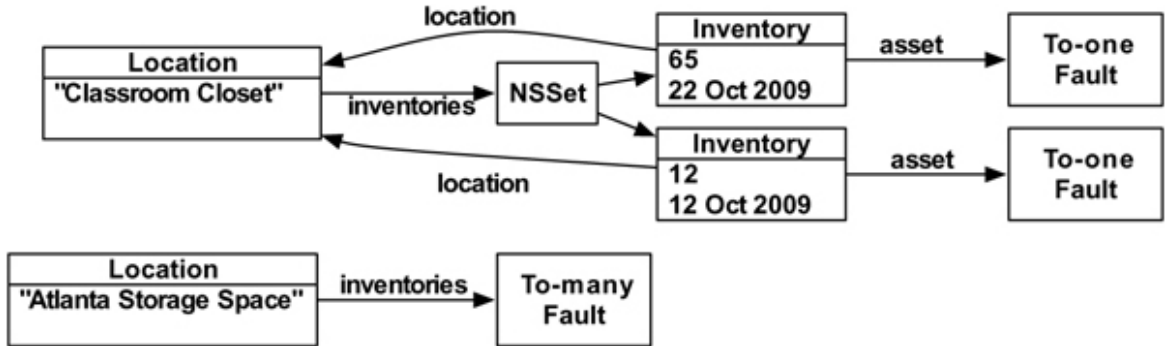 location
Location
"Classroom Closet"
inventories
NSSet
Inventory
65
22 Oct 2009
asset
To-one
Fault
location
Inventory
12
12 Oct 2009
asset
To-one
Fault
Location
"Atlanta Storage Space"
inventories
To-many
Fault